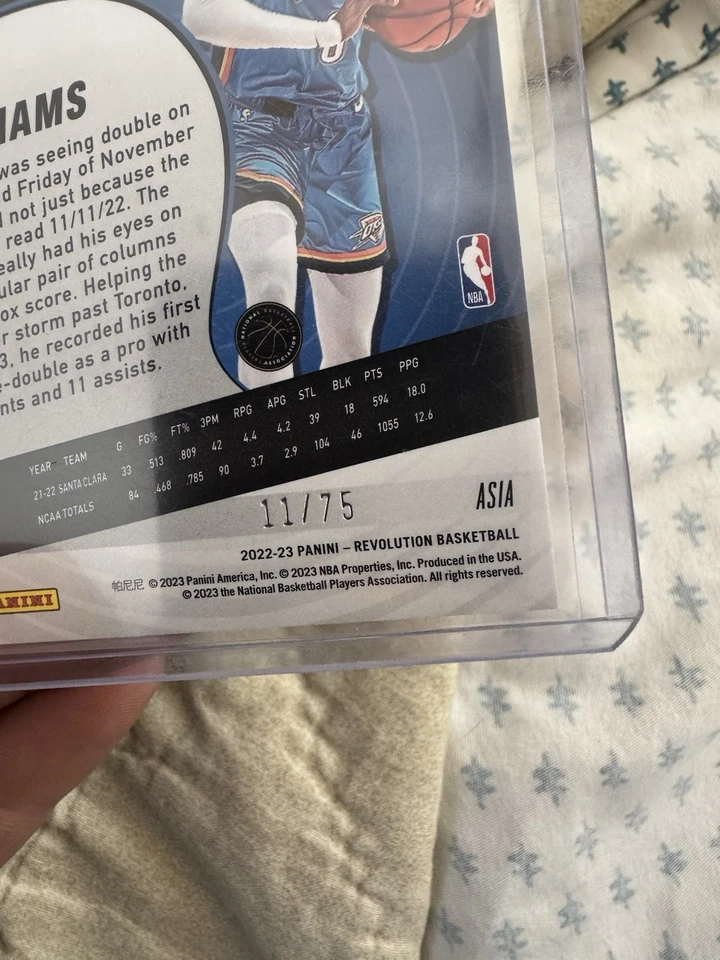 IAMS
was seeing double on
d Friday of November
not just because the
read 11/11/22. The
eally had his eyes on
ular pair of columns
ox score. Helping the
r storm past Toronto,
3, he recorded his first
e-double as a pro with
nts and 11 assists.
0
OKC
NBA
NATIONAL BASKETBALL
ASSOCIATION
YEAR TEAM G FG% FT% 3PM RPG APG STL BLK PTS PPG
21-22 SANTA CLARA 33 .513 .809 42 4.4 4.2 39 18 594 18.0
NCAA TOTALS 84 .468 .785 90 3.7 2.9 104 46 1055 12.6
11/75
ASIA
2022-23 PANINI – REVOLUTION BASKETBALL
帕尼尼 © 2023 Panini America, Inc. © 2023 NBA Properties, Inc. Produced in the USA.
© 2023 the National Basketball Players Association. All rights reserved.
ANINI